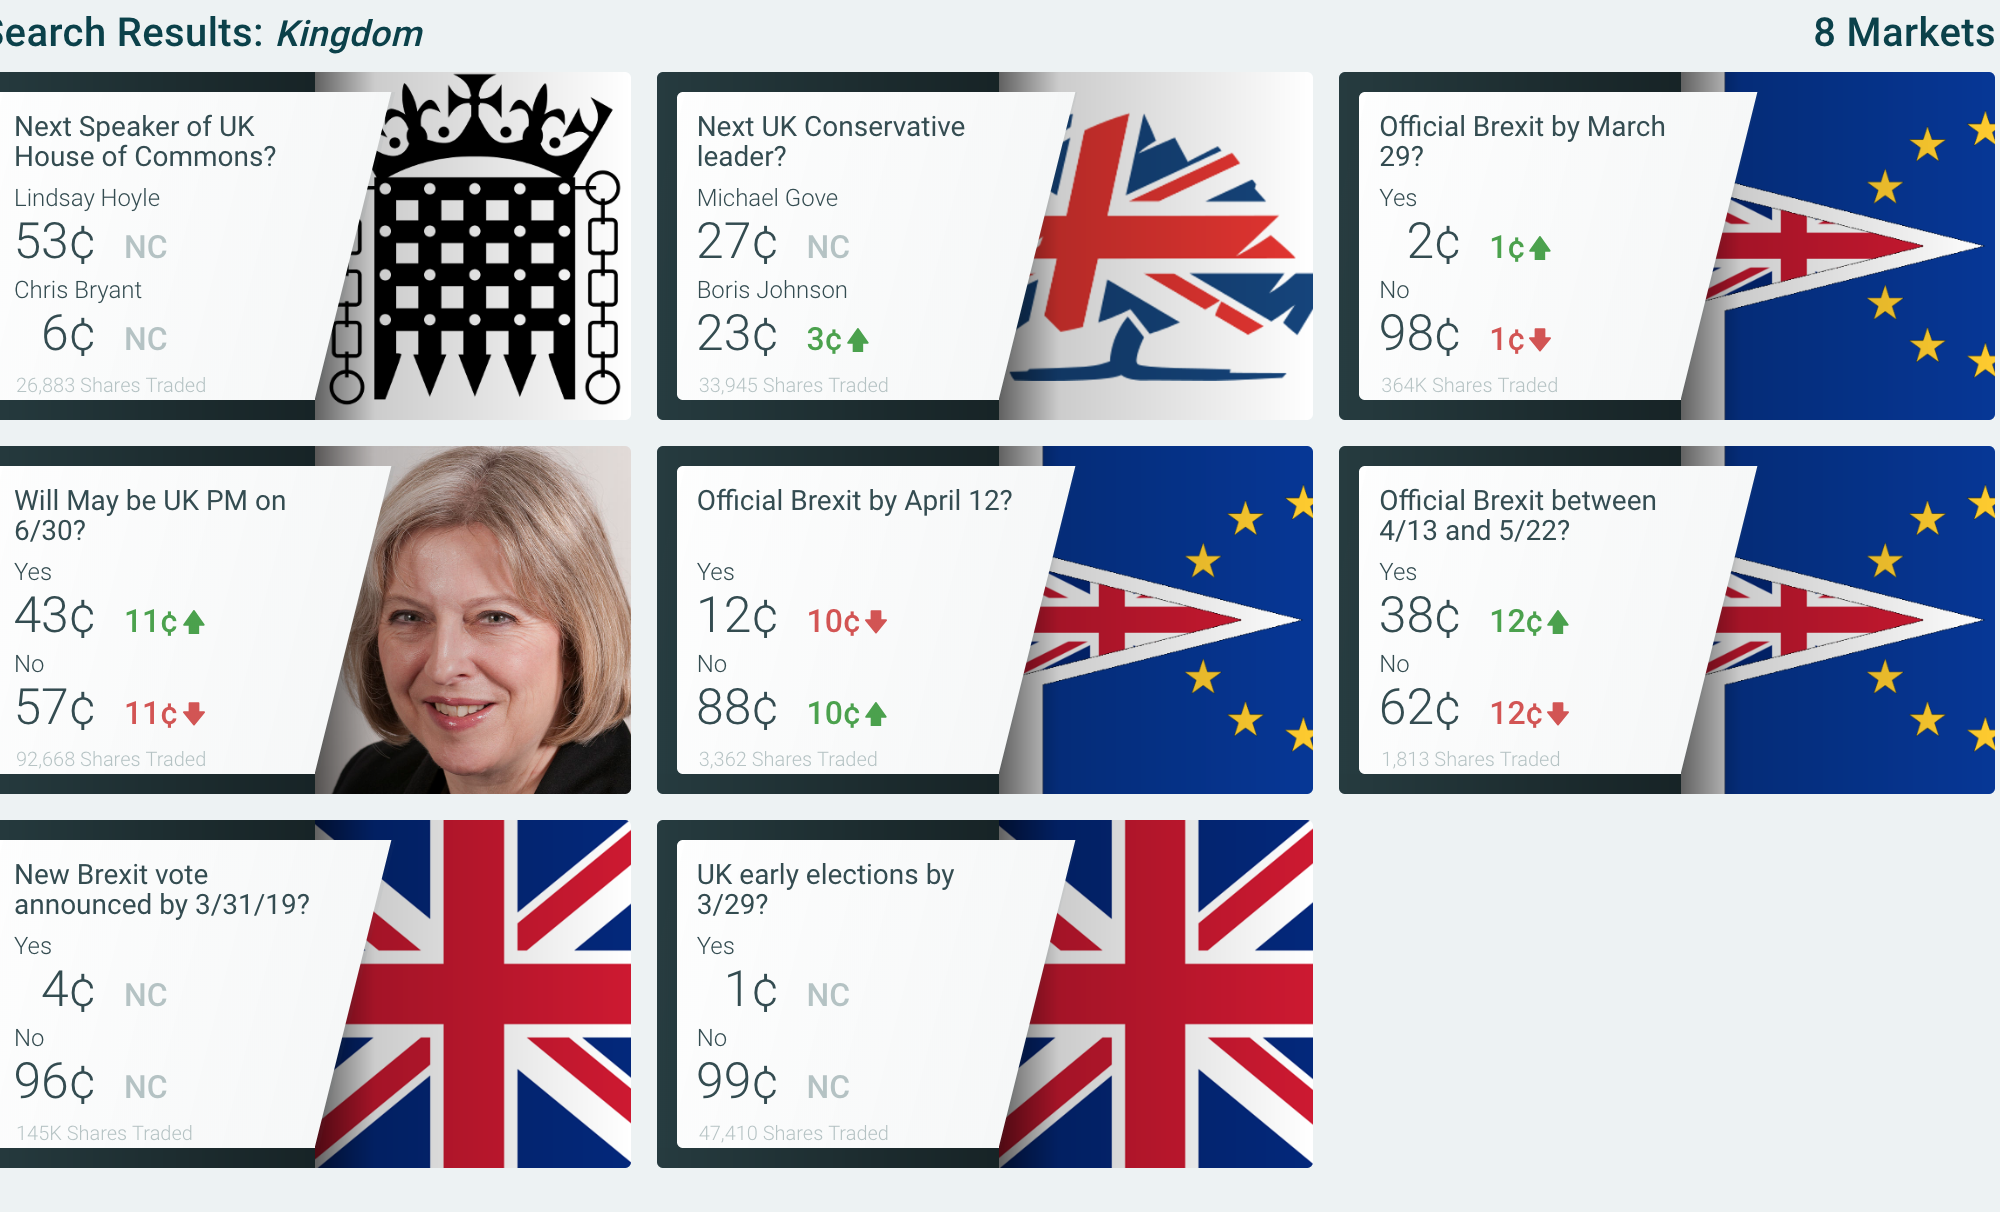 Search Results: Kingdom
8 Markets
Next Speaker of UK
House of Commons?
Lindsay Hoyle
53¢ NC
Chris Bryant
6¢ NC
26,883 Shares Traded
Next UK Conservative
leader?
Michael Gove
27¢ NC
Boris Johnson
23¢ 3¢
33,945 Shares Traded
Official Brexit by March
29?
Yes
2¢ 1¢
No
98¢ 1¢
364K Shares Traded
Will May be UK PM on
6/30?
Yes
43¢ 11¢
No
57¢ 11¢
92,668 Shares Traded
Official Brexit by April 12?
Yes
12¢ 10¢
No
88¢ 10¢
3,362 Shares Traded
Official Brexit between
4/13 and 5/22?
Yes
38¢ 12¢
No
62¢ 12¢
1,813 Shares Traded
New Brexit vote
announced by 3/31/19?
Yes
4¢ NC
No
96¢ NC
145K Shares Traded
UK early elections by
3/29?
Yes
1¢ NC
No
99¢ NC
47,410 Shares Traded